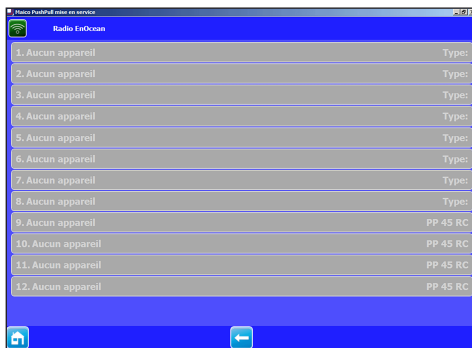 Maico PushPull mise en service
Radio EnOcean
1. Aucun appareil Type:
2. Aucun appareil Type:
3. Aucun appareil Type:
4. Aucun appareil Type:
5. Aucun appareil Type:
6. Aucun appareil Type:
7. Aucun appareil Type:
8. Aucun appareil Type:
9. Aucun appareil PP 45 RC
10. Aucun appareil PP 45 RC
11. Aucun appareil PP 45 RC
12. Aucun appareil PP 45 RC